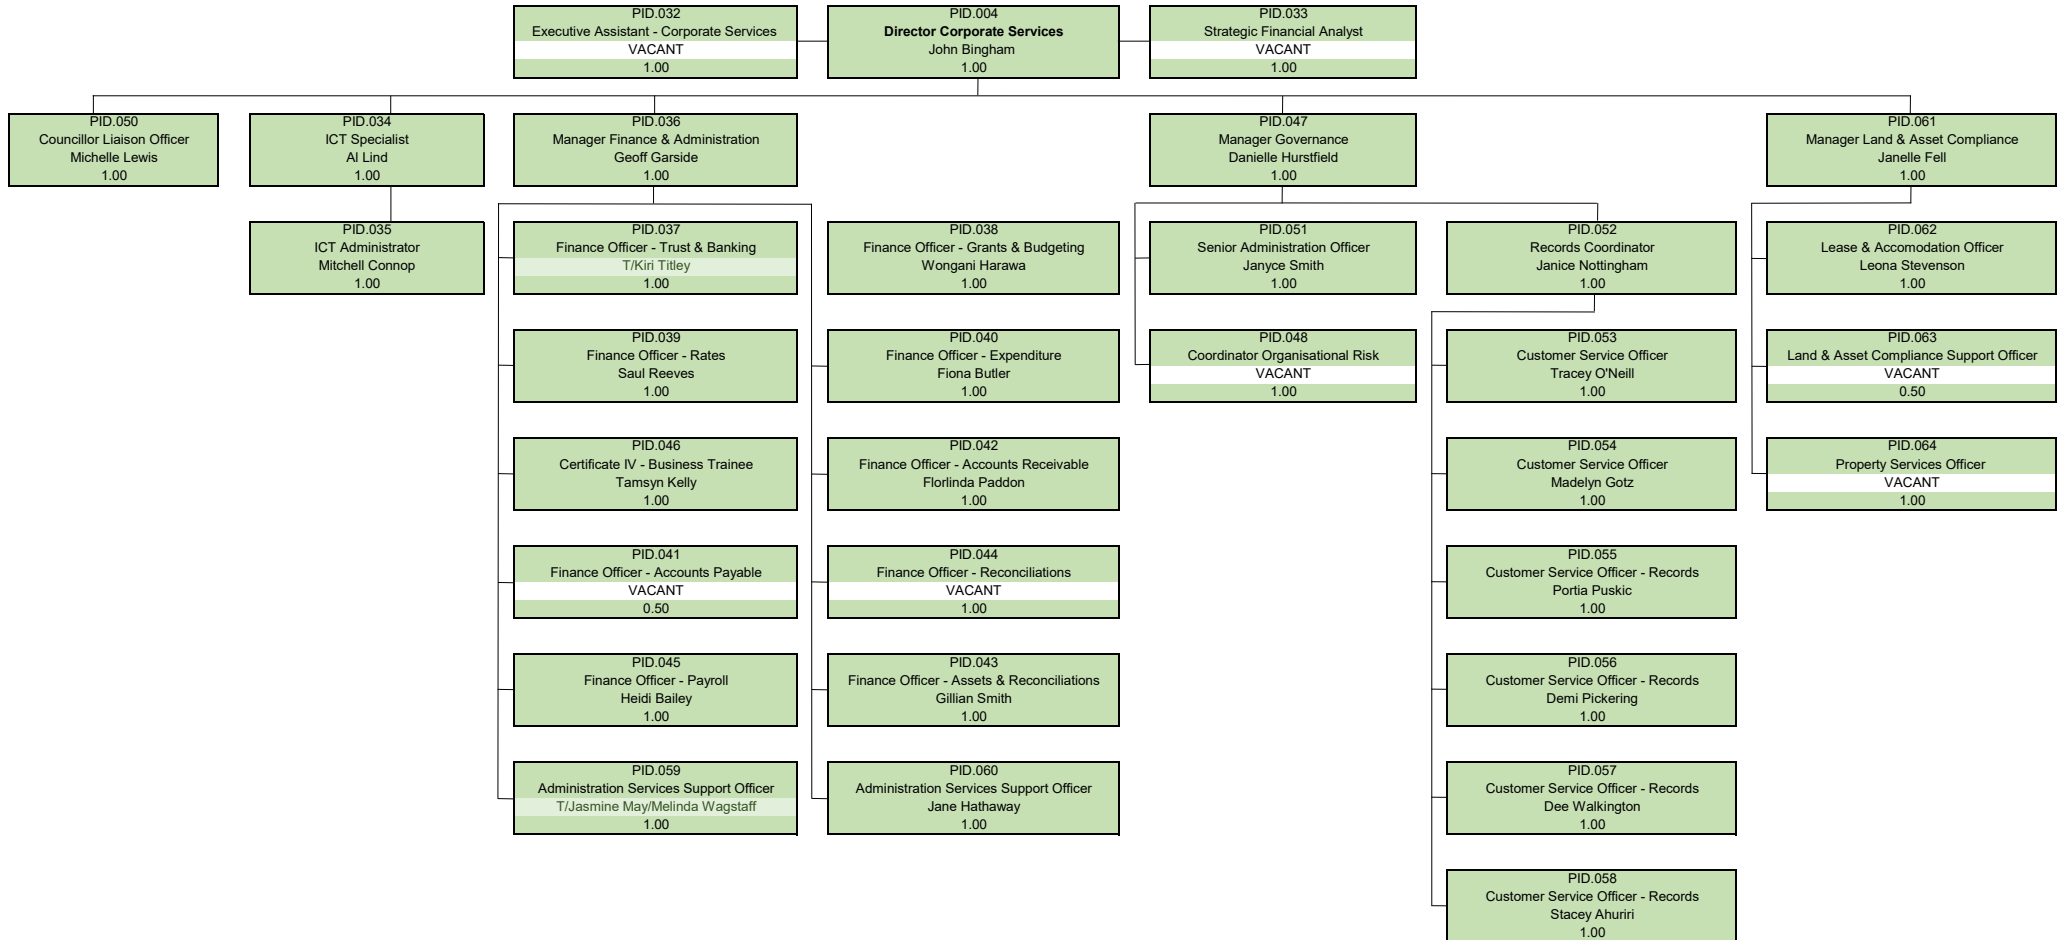 PID.032
Executive Assistant - Corporate Services
VACANT
1.00
PID.004
Director Corporate Services
John Bingham
1.00
PID.033
Strategic Financial Analyst
VACANT
1.00
PID.050
Councillor Liaison Officer
Michelle Lewis
1.00
PID.034
ICT Specialist
Al Lind
1.00
PID.036
Manager Finance & Administration
Geoff Garside
1.00
PID.047
Manager Governance
Danielle Hurstfield
1.00
PID.061
Manager Land & Asset Compliance
Janelle Fell
1.00
PID.035
ICT Administrator
Mitchell Connop
1.00
PID.037
Finance Officer - Trust & Banking
T/Kiri Titley
1.00
PID.038
Finance Officer - Grants & Budgeting
Wongani Harawa
1.00
PID.051
Senior Administration Officer
Janyce Smith
1.00
PID.052
Records Coordinator
Janice Nottingham
1.00
PID.062
Lease & Accomodation Officer
Leona Stevenson
1.00
PID.039
Finance Officer - Rates
Saul Reeves
1.00
PID.040
Finance Officer - Expenditure
Fiona Butler
1.00
PID.048
Coordinator Organisational Risk
VACANT
1.00
PID.053
Customer Service Officer
Tracey O'Neill
1.00
PID.063
Land & Asset Compliance Support Officer
VACANT
0.50
PID.046
Certificate IV - Business Trainee
Tamsyn Kelly
1.00
PID.042
Finance Officer - Accounts Receivable
Florlinda Paddon
1.00
PID.054
Customer Service Officer
Madelyn Gotz
1.00
PID.064
Property Services Officer
VACANT
1.00
PID.041
Finance Officer - Accounts Payable
VACANT
0.50
PID.044
Finance Officer - Reconciliations
VACANT
1.00
PID.055
Customer Service Officer - Records
Portia Puskic
1.00
PID.045
Finance Officer - Payroll
Heidi Bailey
1.00
PID.043
Finance Officer - Assets & Reconciliations
Gillian Smith
1.00
PID.056
Customer Service Officer - Records
Demi Pickering
1.00
PID.059
Administration Services Support Officer
T/Jasmine May/Melinda Wagstaff
1.00
PID.060
Administration Services Support Officer
Jane Hathaway
1.00
PID.057
Customer Service Officer - Records
Dee Walkington
1.00
PID.058
Customer Service Officer - Records
Stacey Ahuriri
1.00